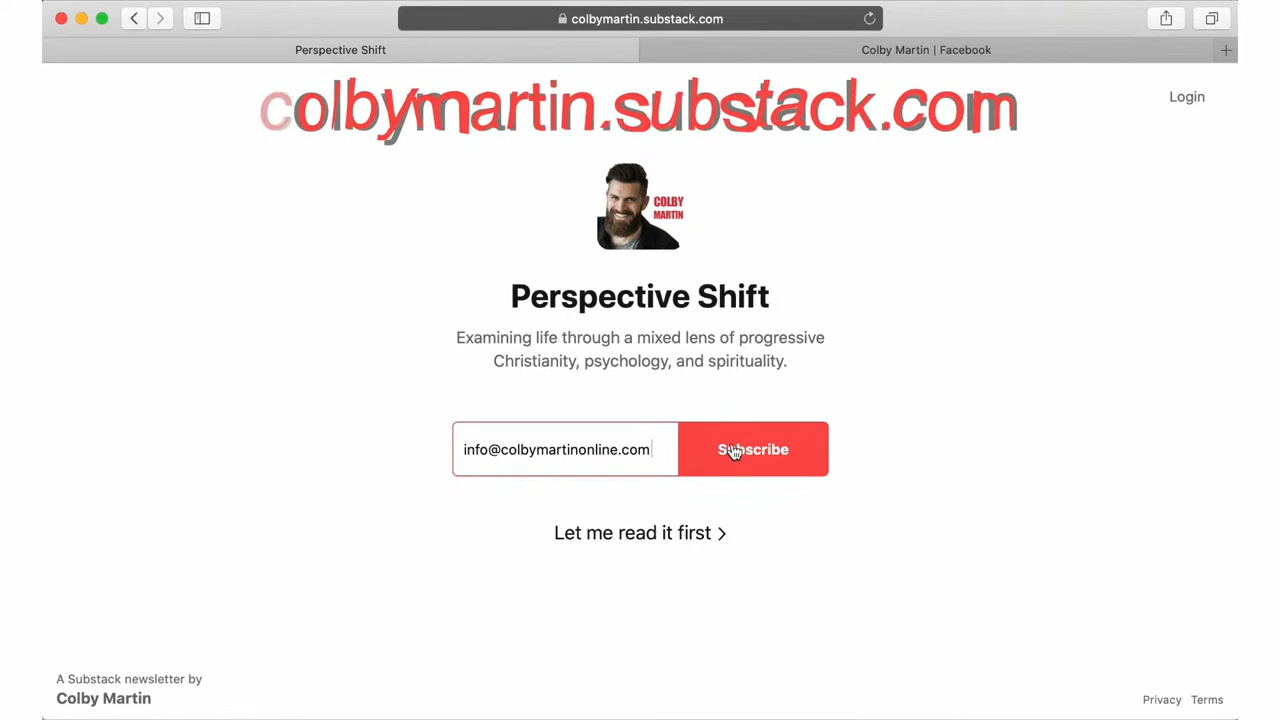 colbymartin.substack.com
Perspective Shift
Colby Martin | Facebook
colbymartin.substack.com
Login
COLBY
MARTIN
Perspective Shift
Examining life through a mixed lens of progressive
Christianity, psychology, and spirituality.
info@colbymartinonline.com
Subscribe
Let me read it first >
A Substack newsletter by
Colby Martin
Privacy Terms